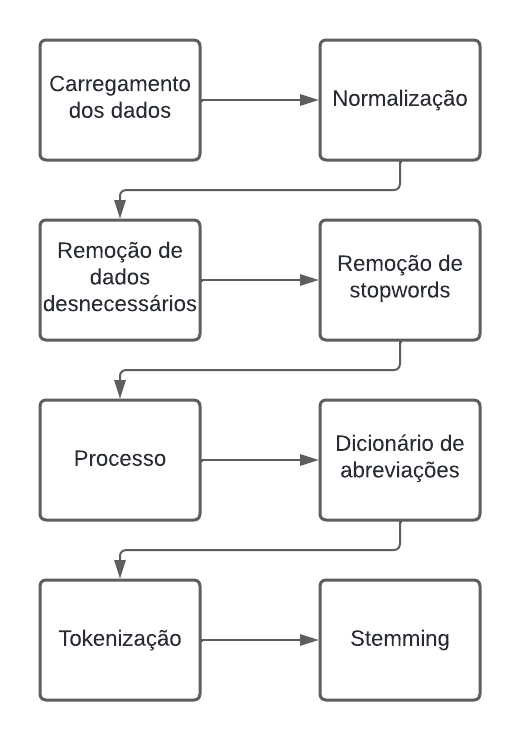 Carregamento
dos dados
Normalização
Remoção de
dados
desnecessários
Remoção de
stopwords
Processo
Dicionário de
abreviações
Tokenização
Stemming